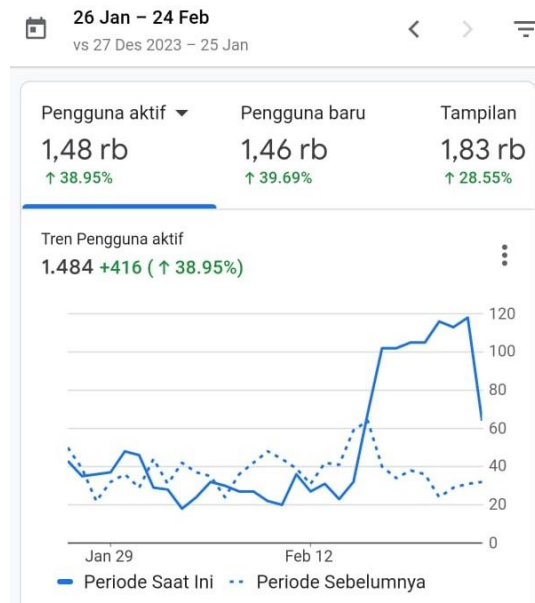 26 Jan – 24 Feb
vs 27 Des 2023 – 25 Jan
Pengguna aktif
Pengguna baru
Tampilan
1,48 rb
1,46 rb
1,83 rb
↑ 38.95%
↑ 39.69%
↑ 28.55%
Tren Pengguna aktif
1.484 +416 ( ↑ 38.95%)
120
100
80
60
40
20
0
Jan 29
Feb 12
Periode Saat Ini
Periode Sebelumnya